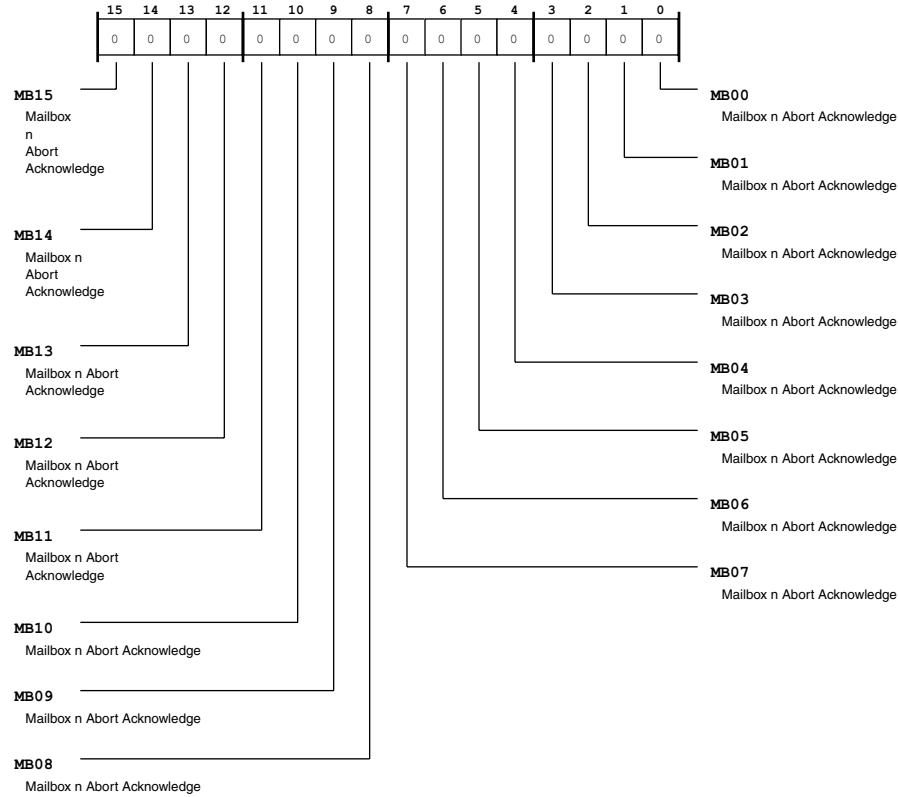 15 14 13 12 11 10 9 8 7 6 5 4 3 2 1 0
0 0 0 0 0 0 0 0 0 0 0 0 0 0 0 0
MB15
Mailbox
n
Abort
Acknowledge
MB14
Mailbox n
Abort
Acknowledge
MB13
Mailbox n Abort
Acknowledge
MB12
Mailbox n Abort
Acknowledge
MB11
Mailbox n Abort
Acknowledge
MB10
Mailbox n Abort Acknowledge
MB09
Mailbox n Abort Acknowledge
MB08
Mailbox n Abort Acknowledge
MB00
Mailbox n Abort Acknowledge
MB01
Mailbox n Abort Acknowledge
MB02
Mailbox n Abort Acknowledge
MB03
Mailbox n Abort Acknowledge
MB04
Mailbox n Abort Acknowledge
MB05
Mailbox n Abort Acknowledge
MB06
Mailbox n Abort Acknowledge
MB07
Mailbox n Abort Acknowledge